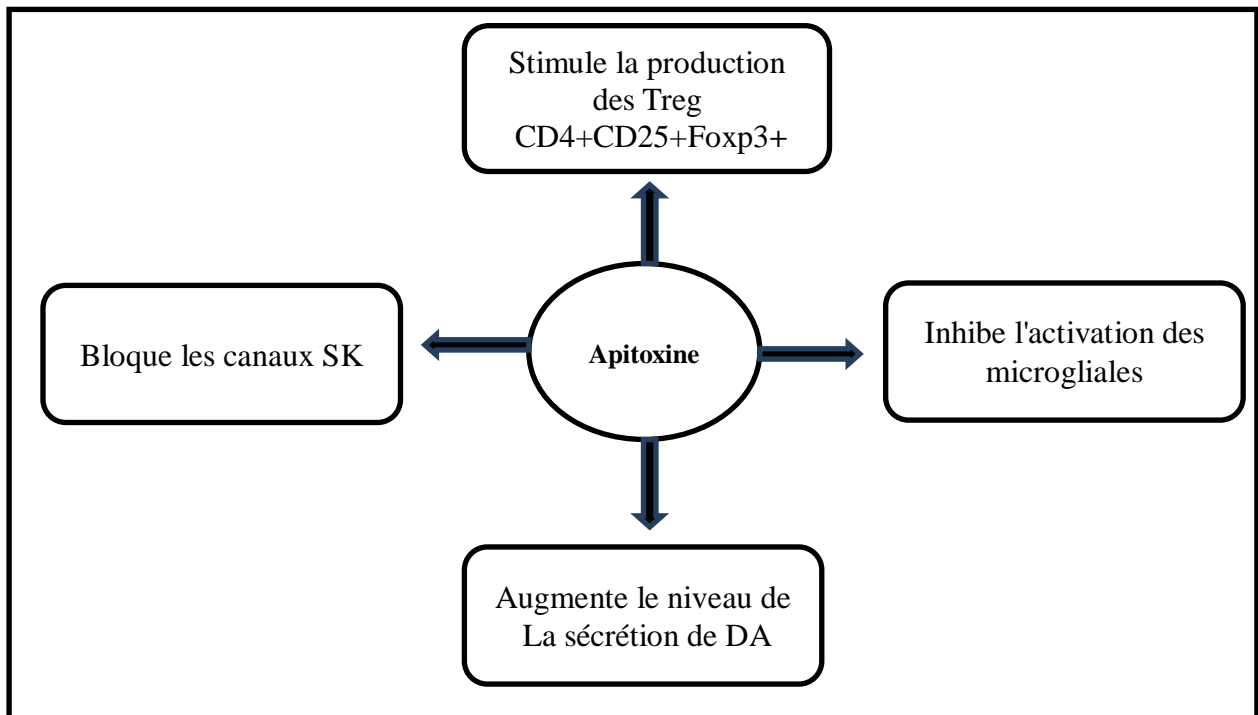 Stimule la production
des Treg
CD4+CD25+Foxp3+
Bloque les canaux SK
Apitoxine
Inhibe l'activation des
microgliales
Augmente le niveau de
La sécrétion de DA